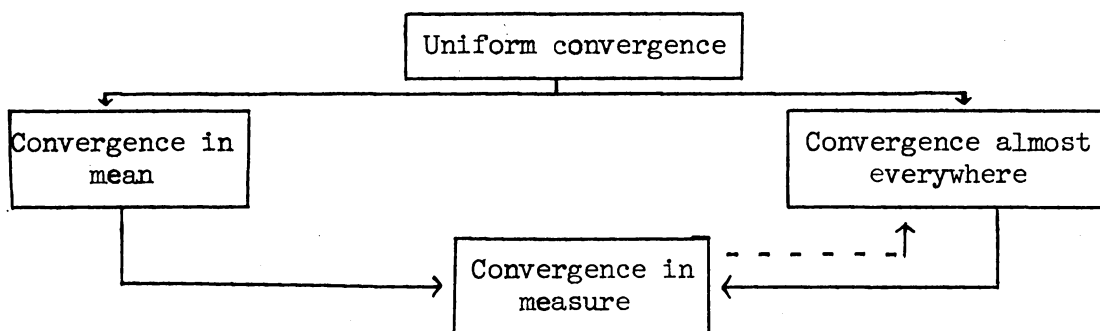 Uniform convergence
Convergence in
mean
Convergence almost
everywhere
Convergence in
measure